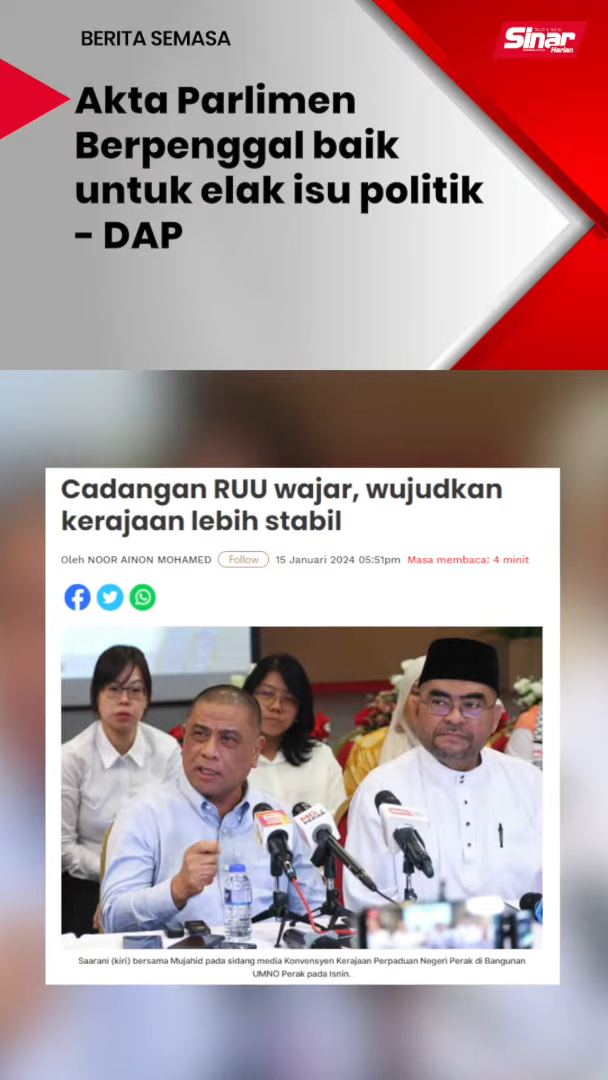 BERITA SEMASA
Sinar
Harian
Akta Parlimen
Berpenggal baik
untuk elak isu politik
- DAP
Cadangan RUU wajar, wujudkan
kerajaan lebih stabil
Oleh NOOR AINON MOHAMED Follow 15 Januari 2024 05:51pm Masa membaca: 4 minit
Saarani (kiri) bersama Mujahid pada sidang media Konvensyen Kerajaan Perpaduan Negeri Perak di Bangunan
UMNO Perak pada Isnin.